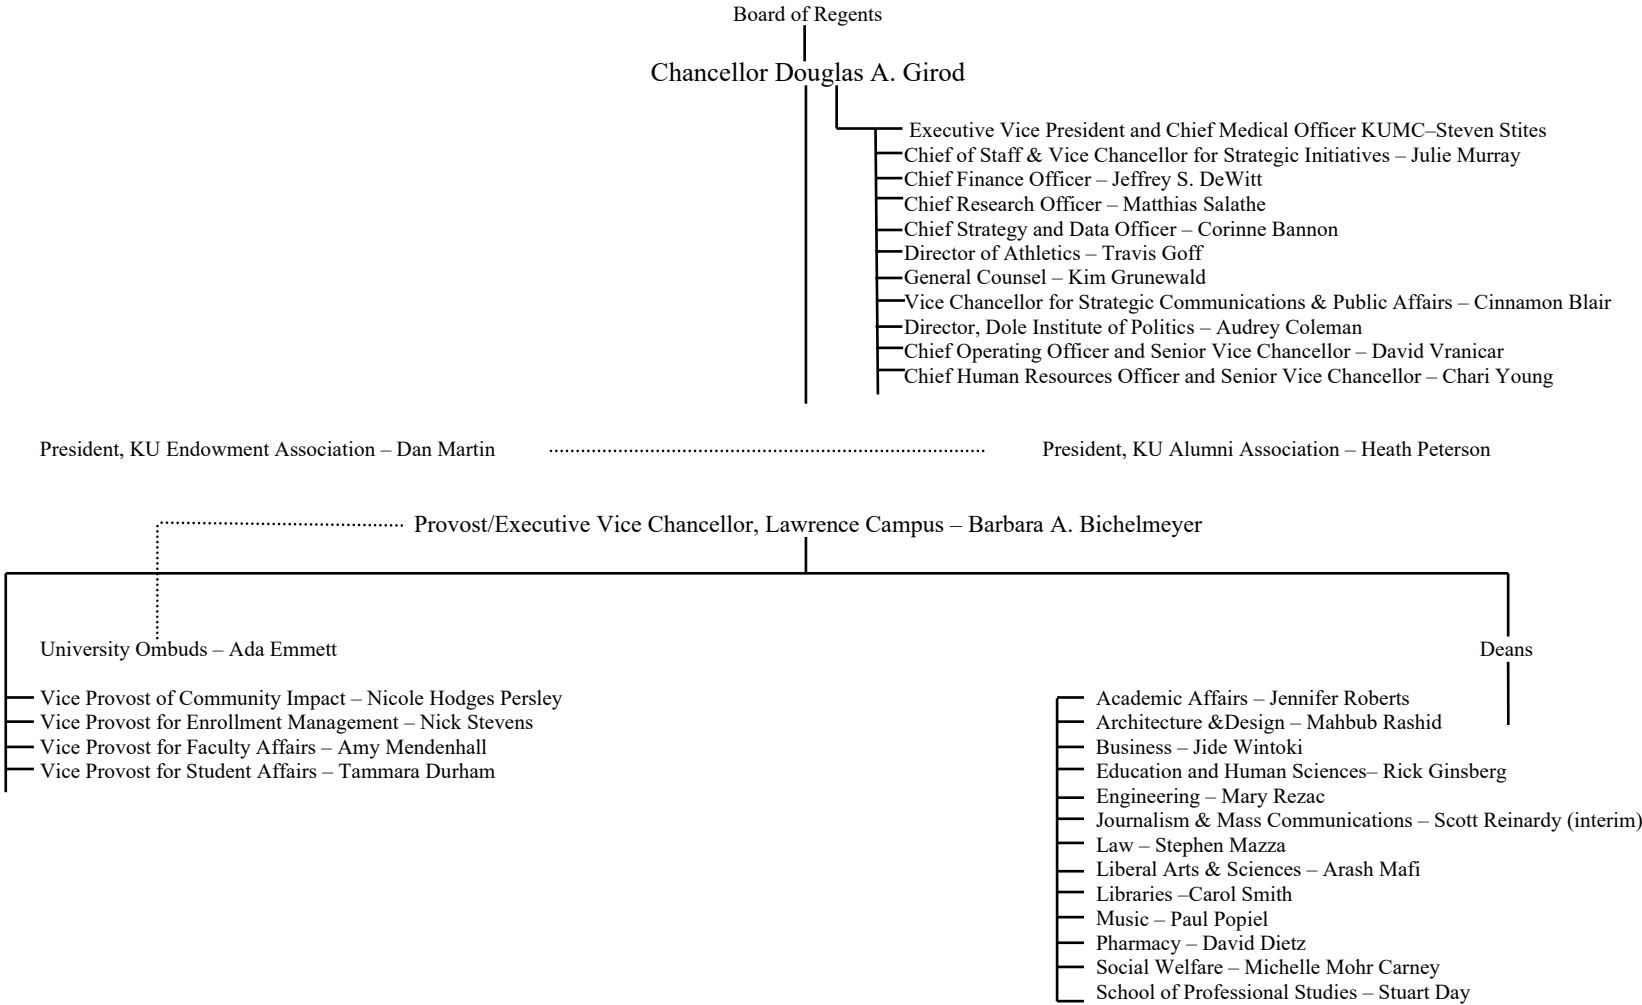 Board of Regents
Chancellor Douglas A. Girod
Executive Vice President and Chief Medical Officer KUMC–Steven Stites
Chief of Staff & Vice Chancellor for Strategic Initiatives – Julie Murray
Chief Finance Officer – Jeffrey S. DeWitt
Chief Research Officer – Matthias Salathe
Chief Strategy and Data Officer – Corinne Bannon
Director of Athletics – Travis Goff
General Counsel – Kim Grunewald
Vice Chancellor for Strategic Communications & Public Affairs – Cinnamon Blair
Director, Dole Institute of Politics – Audrey Coleman
Chief Operating Officer and Senior Vice Chancellor – David Vranicar
Chief Human Resources Officer and Senior Vice Chancellor – Chari Young
President, KU Endowment Association – Dan Martin
President, KU Alumni Association – Heath Peterson
Provost/Executive Vice Chancellor, Lawrence Campus – Barbara A. Bichelmeyer
University Ombuds – Ada Emmett
Vice Provost of Community Impact – Nicole Hodges Persley
Vice Provost for Enrollment Management – Nick Stevens
Vice Provost for Faculty Affairs – Amy Mendenhall
Vice Provost for Student Affairs – Tammara Durham
Deans
Academic Affairs – Jennifer Roberts
Architecture &Design – Mahbub Rashid
Business – Jide Wintoki
Education and Human Sciences– Rick Ginsberg
Engineering – Mary Rezac
Journalism & Mass Communications – Scott Reinardy (interim)
Law – Stephen Mazza
Liberal Arts & Sciences – Arash Mafi
Libraries –Carol Smith
Music – Paul Popiel
Pharmacy – David Dietz
Social Welfare – Michelle Mohr Carney
School of Professional Studies – Stuart Day